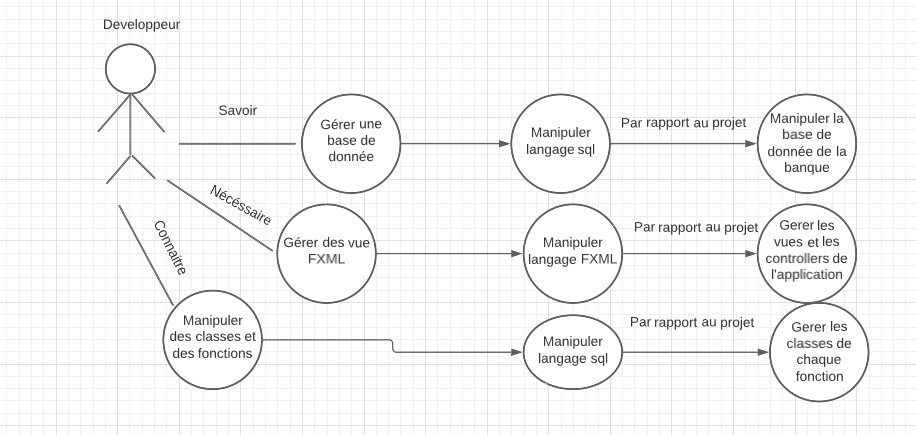 Developpeur
Savoir
Gérer une
base de
donnée
Manipuler
langage sql
Par rapport au projet
Manipuler la
base de
donnée de la
banque
Nécéssaire
Gérer des vue
FXML
Manipuler
langage FXML
Par rapport au projet
Gerer les
vues et les
controllers de
l'application
Connaitre
Manipuler
des classes et
des fonctions
Manipuler
langage sql
Par rapport au projet
Gerer les
classes de
chaque
fonction